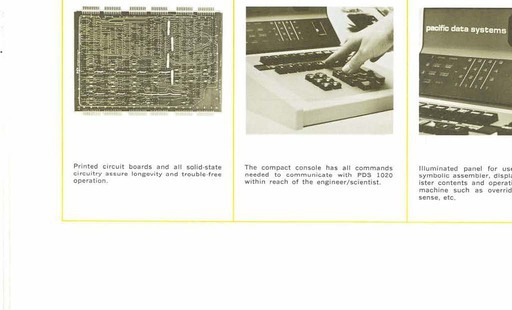 pacific data systems
Printed circuit boards and all solid-state
circuitry assure longevity and trouble-free
operation.
The compact console has all commands
needed to communicate with PDS 1020
within reach of the engineer/scientist.
Illuminated panel for use
symbolic assembler, displa
ister contents and operati
machine such as overrid
sense, etc.